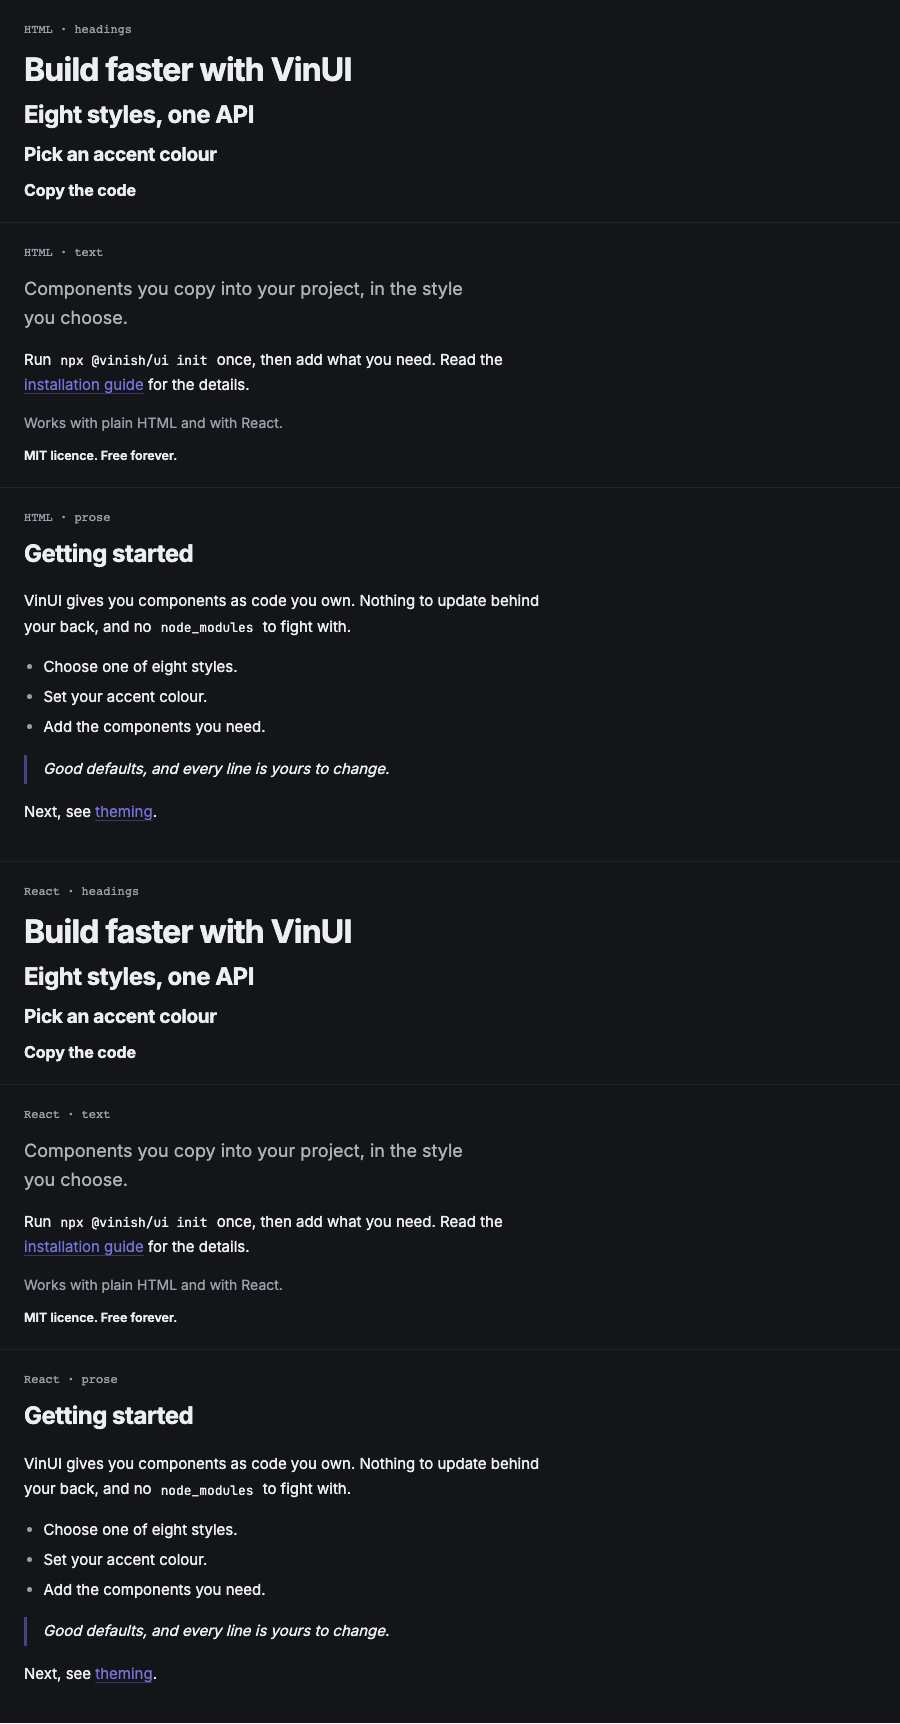 HTML · headings
Build faster with VinUI
Eight styles, one API
Pick an accent colour
Copy the code
HTML · text
Components you copy into your project, in the style
you choose.
Run npx @vinish/ui init once, then add what you need. Read the
installation guide for the details.
Works with plain HTML and with React.
MIT licence. Free forever.
HTML · prose
Getting started
VinUI gives you components as code you own. Nothing to update behind
your back, and no node_modules to fight with.
• Choose one of eight styles.
• Set your accent colour.
• Add the components you need.
Good defaults, and every line is yours to change.
Next, see theming.
React · headings
Build faster with VinUI
Eight styles, one API
Pick an accent colour
Copy the code
React · text
Components you copy into your project, in the style
you choose.
Run npx @vinish/ui init once, then add what you need. Read the
installation guide for the details.
Works with plain HTML and with React.
MIT licence. Free forever.
React · prose
Getting started
VinUI gives you components as code you own. Nothing to update behind
your back, and no node_modules to fight with.
• Choose one of eight styles.
• Set your accent colour.
• Add the components you need.
Good defaults, and every line is yours to change.
Next, see theming.